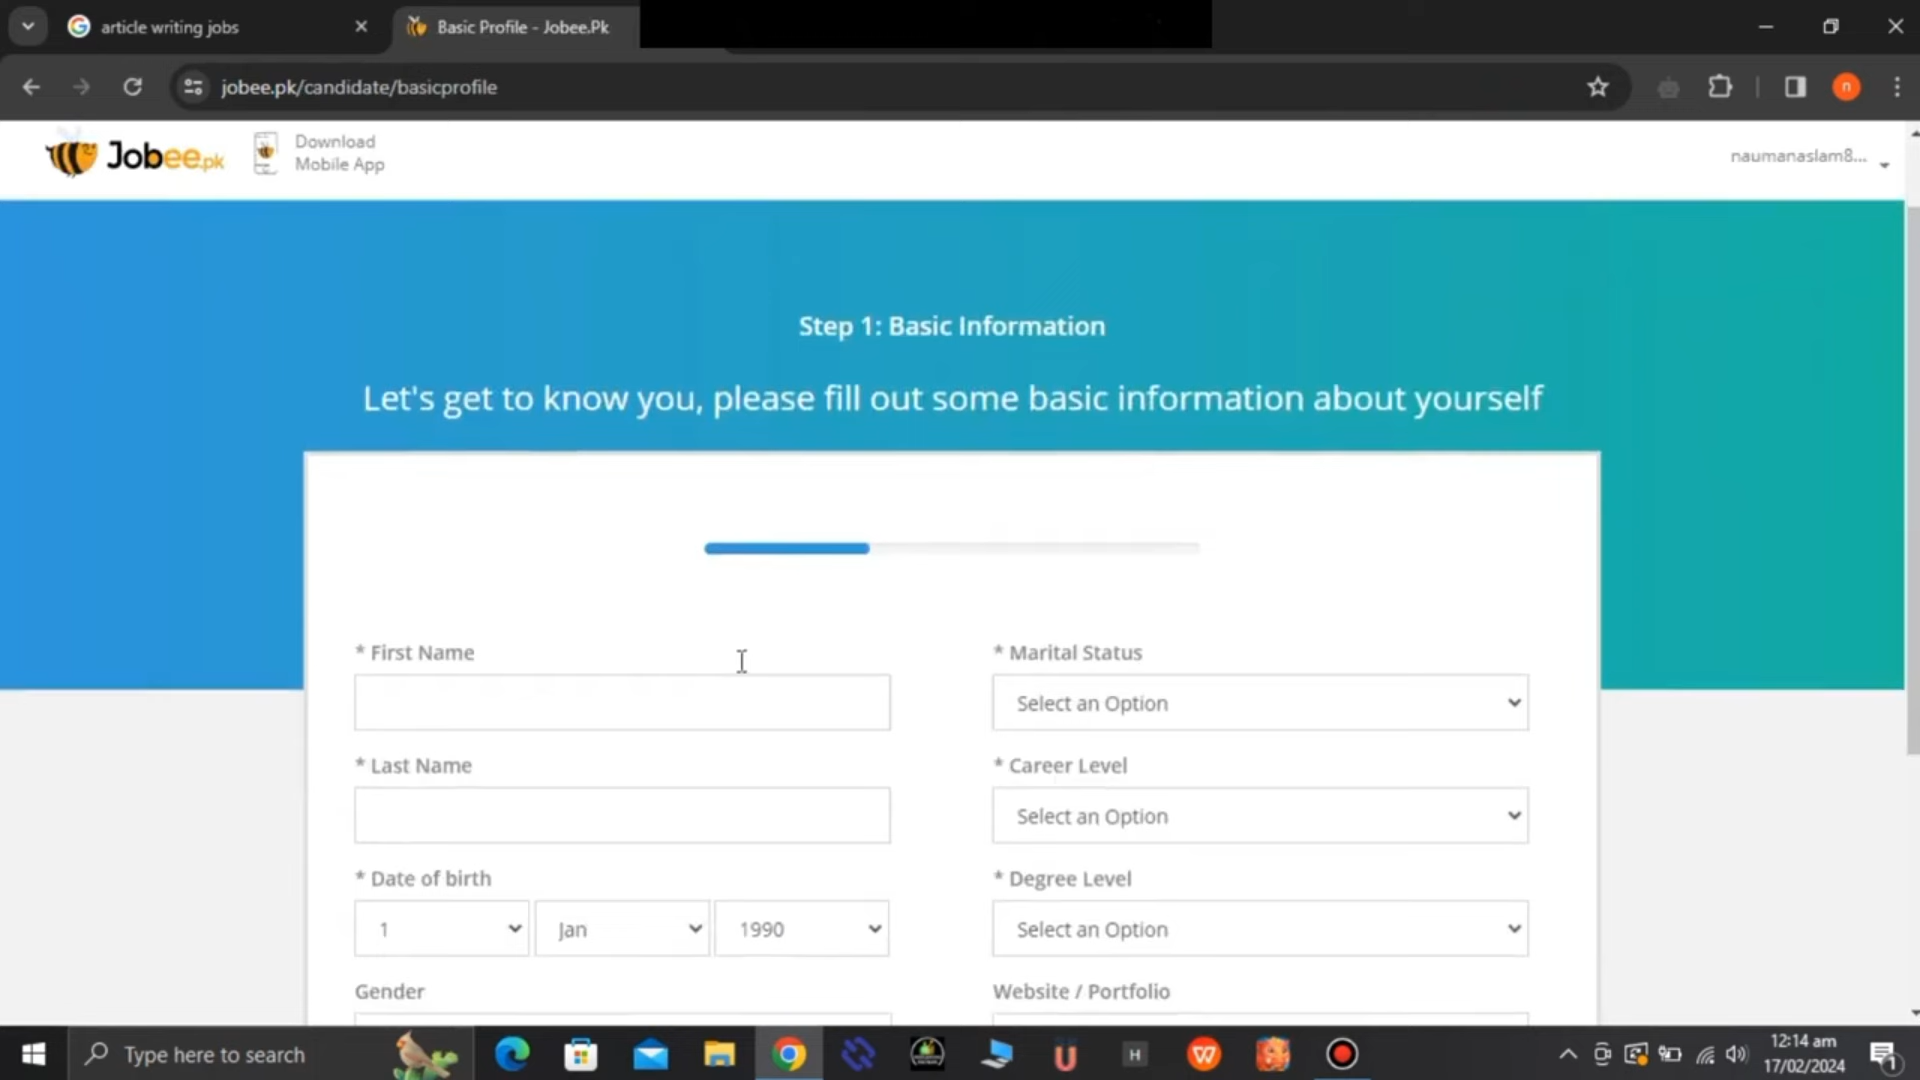 article writing jobs
Basic Profile - Jobee.Pk
jobee.pk/candidate/basicprofile
n
Jobee.pk
Download
Mobile App
naumanaslam8...
Step 1: Basic Information
Let's get to know you, please fill out some basic information about yourself
* First Name
* Marital Status
Select an Option
* Last Name
* Career Level
Select an Option
* Date of birth
* Degree Level
1
Jan
1990
Select an Option
Gender
Website / Portfolio
Type here to search
H
12:14 am
17/02/2024
1